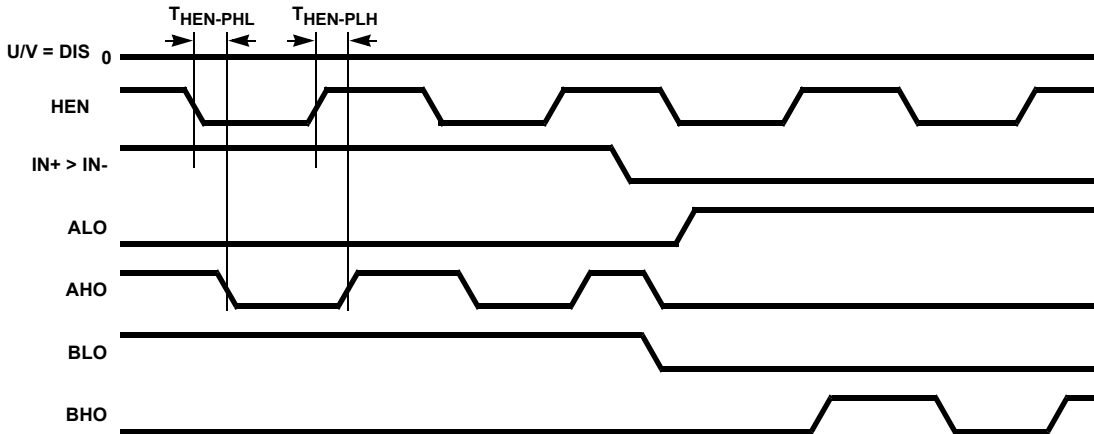 THEN-PHL THEN-PLH
U/V = DIS 0
HEN
IN+ > IN-
ALO
AHO
BLO
BHO